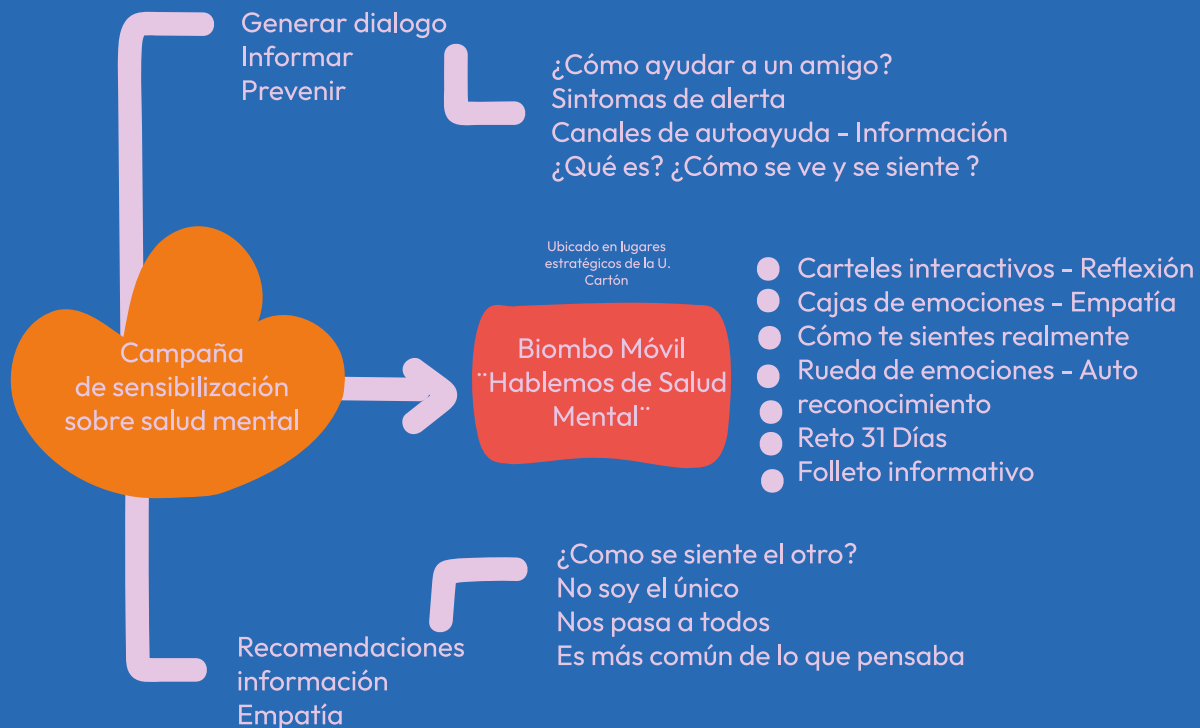 Generar dialogo
Informar
Prevenir
¿Cómo ayudar a un amigo?
Sintomas de alerta
Canales de autoayuda - Información
¿Qué es? ¿Cómo se ve y se siente ?
Campaña
de sensibilización
sobre salud mental
Ubicado en lugares
estratégicos de la U.
Cartón
Biombo Móvil
¨Hablemos de Salud
Mental¨
Carteles interactivos - Reflexión
Cajas de emociones - Empatía
Cómo te sientes realmente
Rueda de emociones - Auto
reconocimiento
Reto 31 Días
Folleto informativo
¿Como se siente el otro?
No soy el único
Nos pasa a todos
Es más común de lo que pensaba
Recomendaciones
información
Empatía